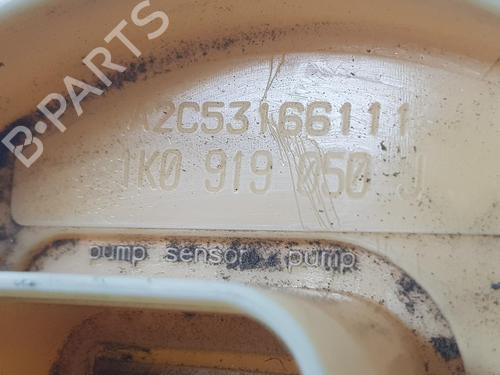 B-PARTS
A2C53166111
1K0 919 050 J
pump sensor pump